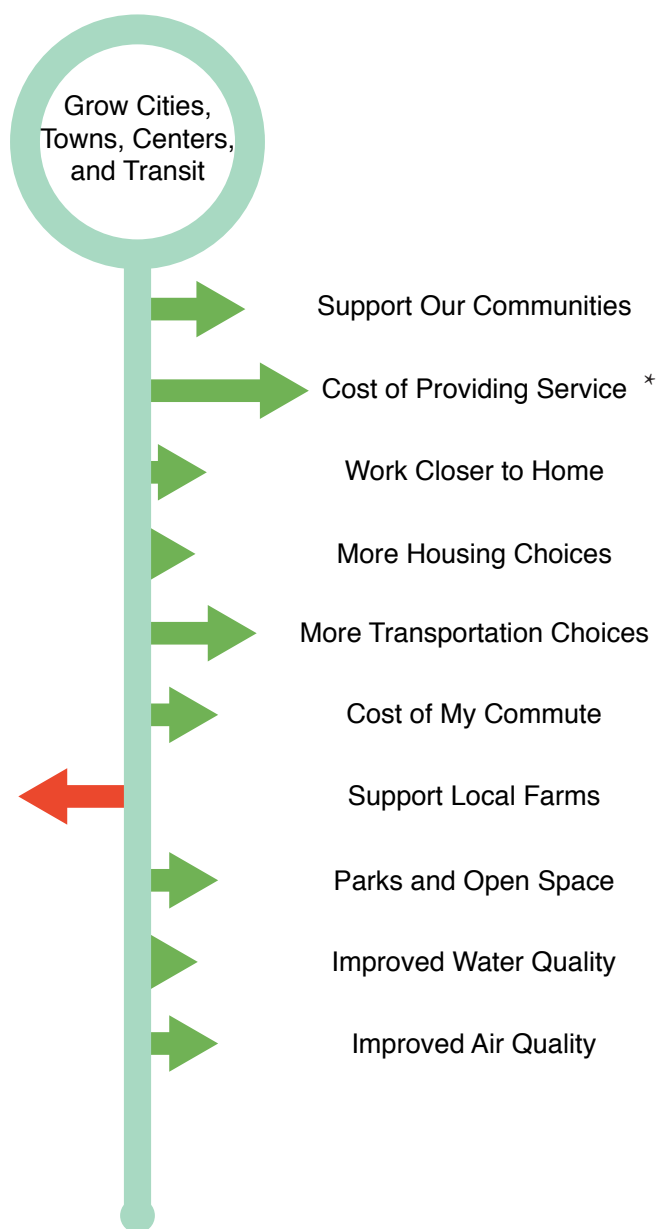 Grow Cities,
Towns, Centers,
and Transit
Support Our Communities
Cost of Providing Service *
Work Closer to Home
More Housing Choices
More Transportation Choices
Cost of My Commute
Support Local Farms
Parks and Open Space
Improved Water Quality
Improved Air Quality